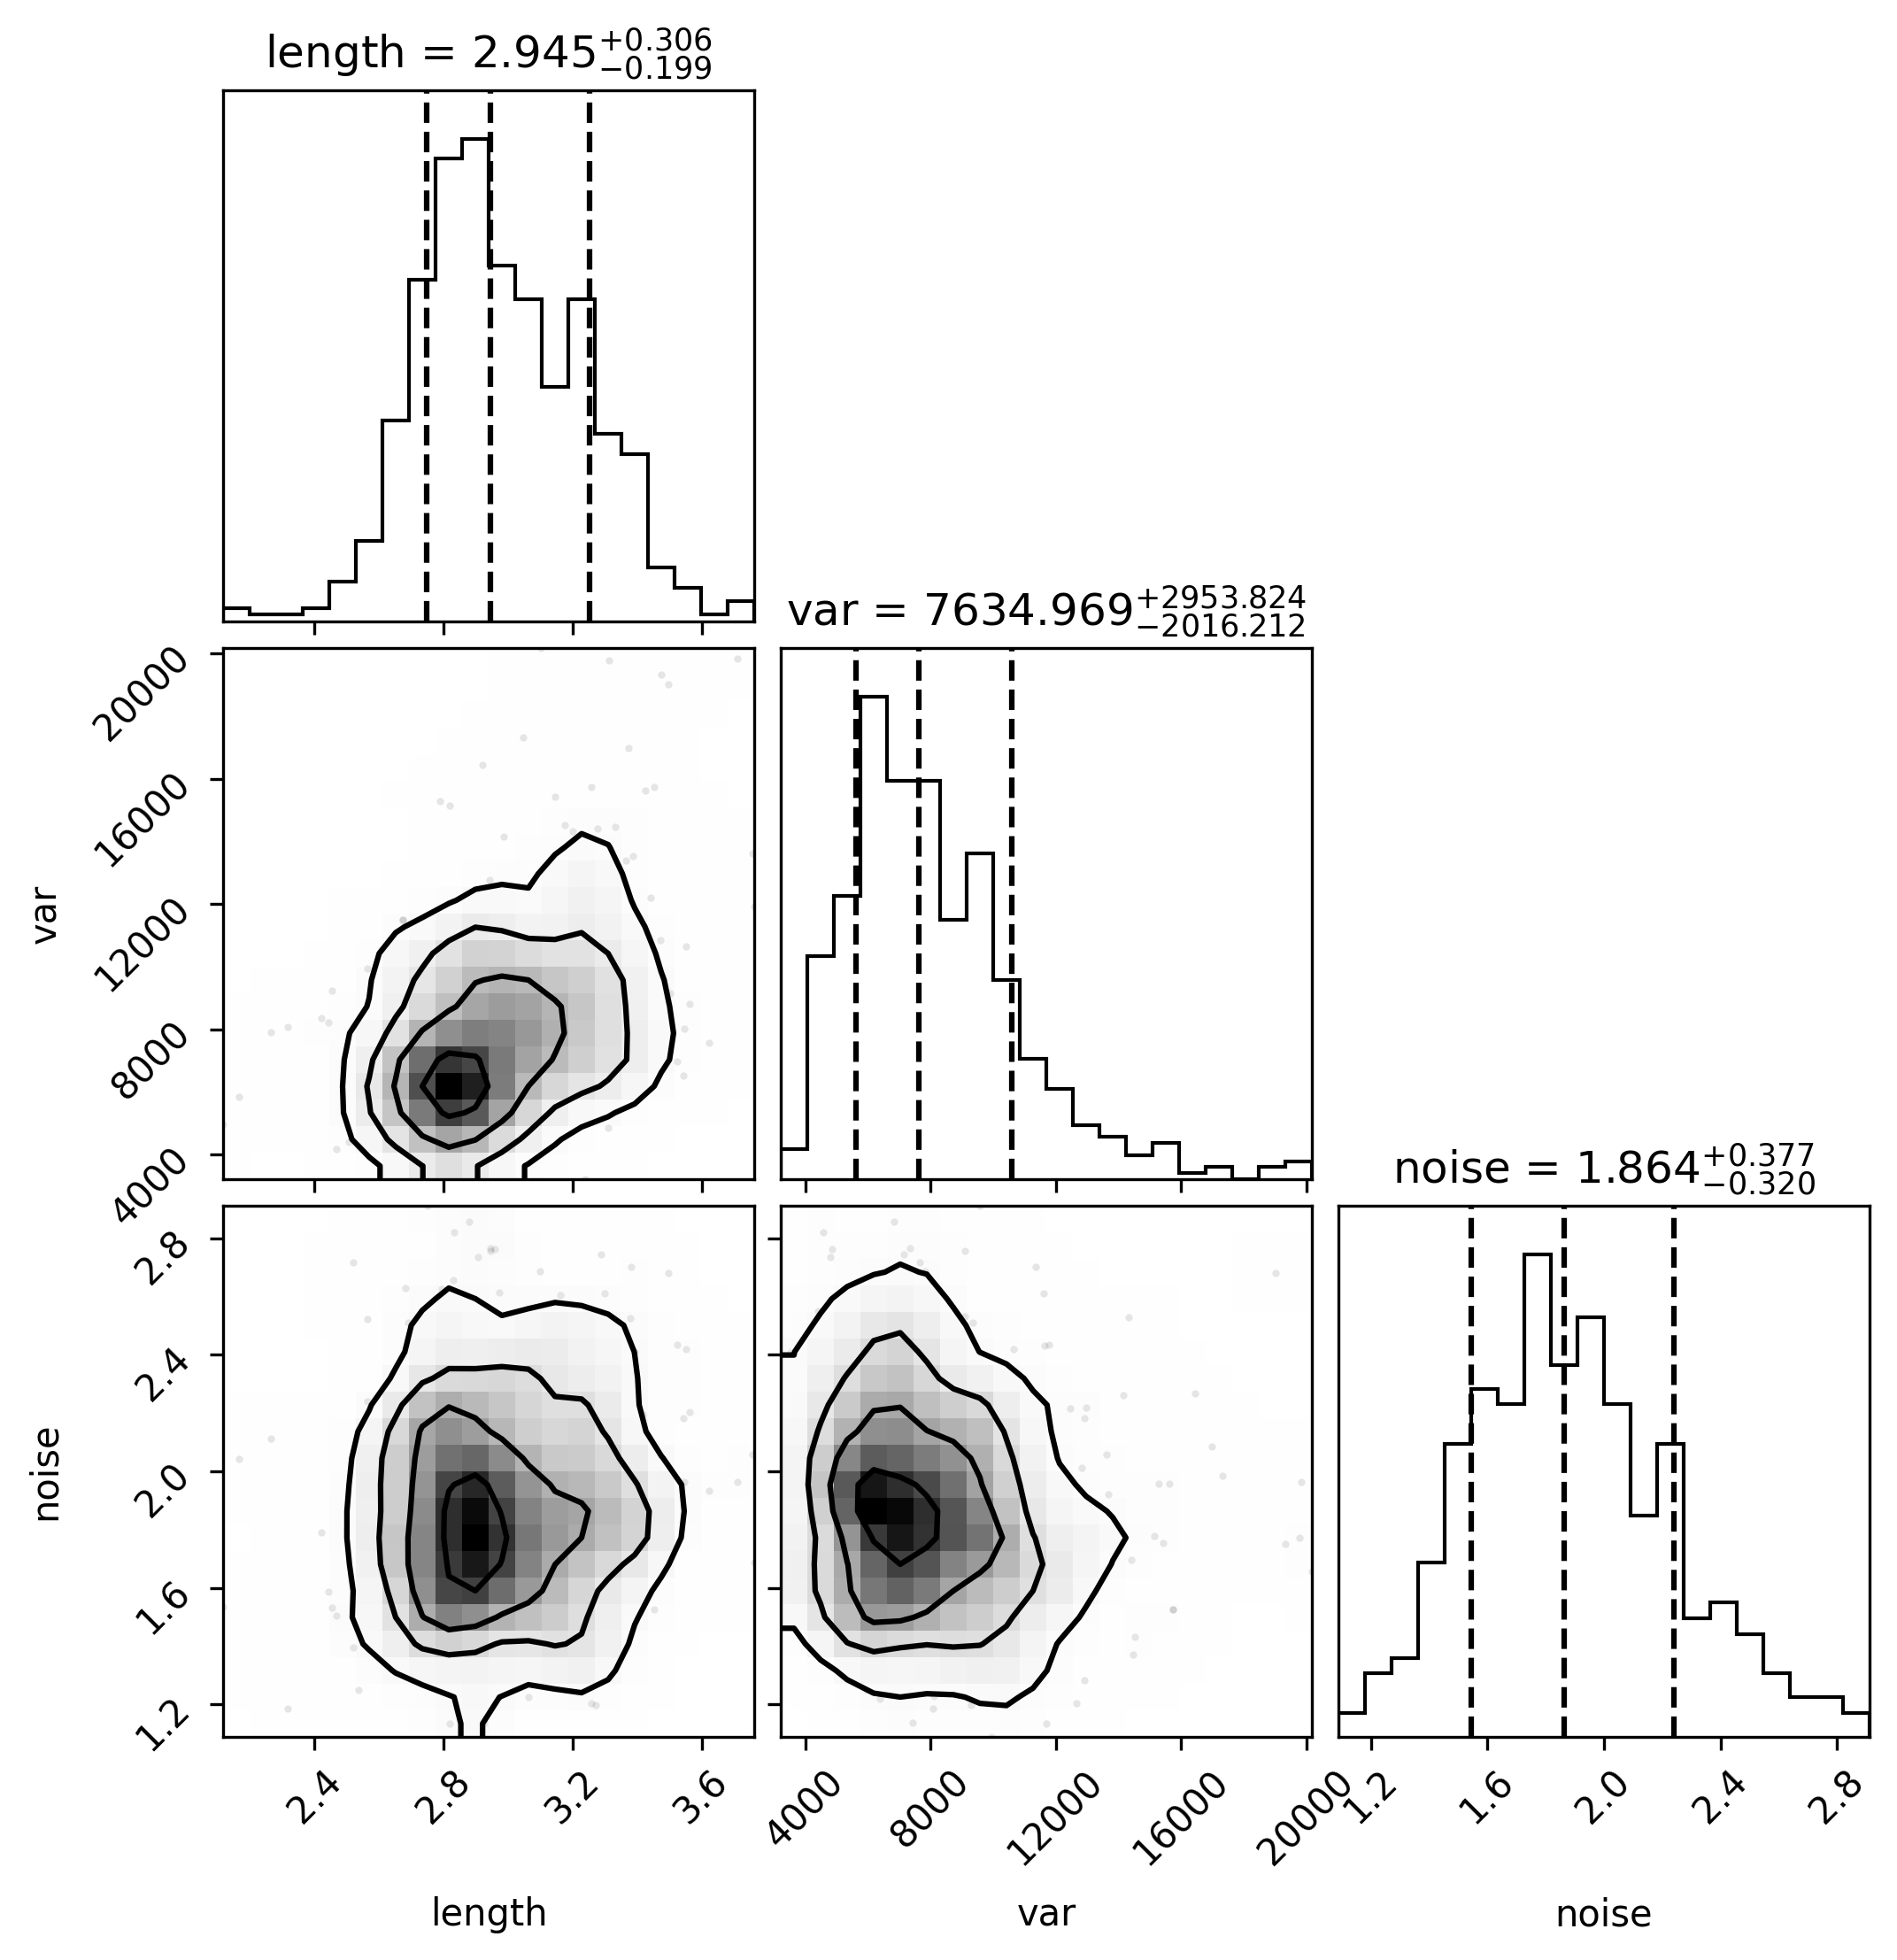 length = 2.945+0.306−0.199
var = 7634.969+2953.824−2016.212
20000
16000
12000
8000
4000
var
noise = 1.864+0.377−0.320
2.8
2.4
2.0
1.6
1.2
noise
2.4 2.8 3.2 3.6
4000 8000 12000 16000 20000
1.2 1.6 2.0 2.4 2.8
length var noise